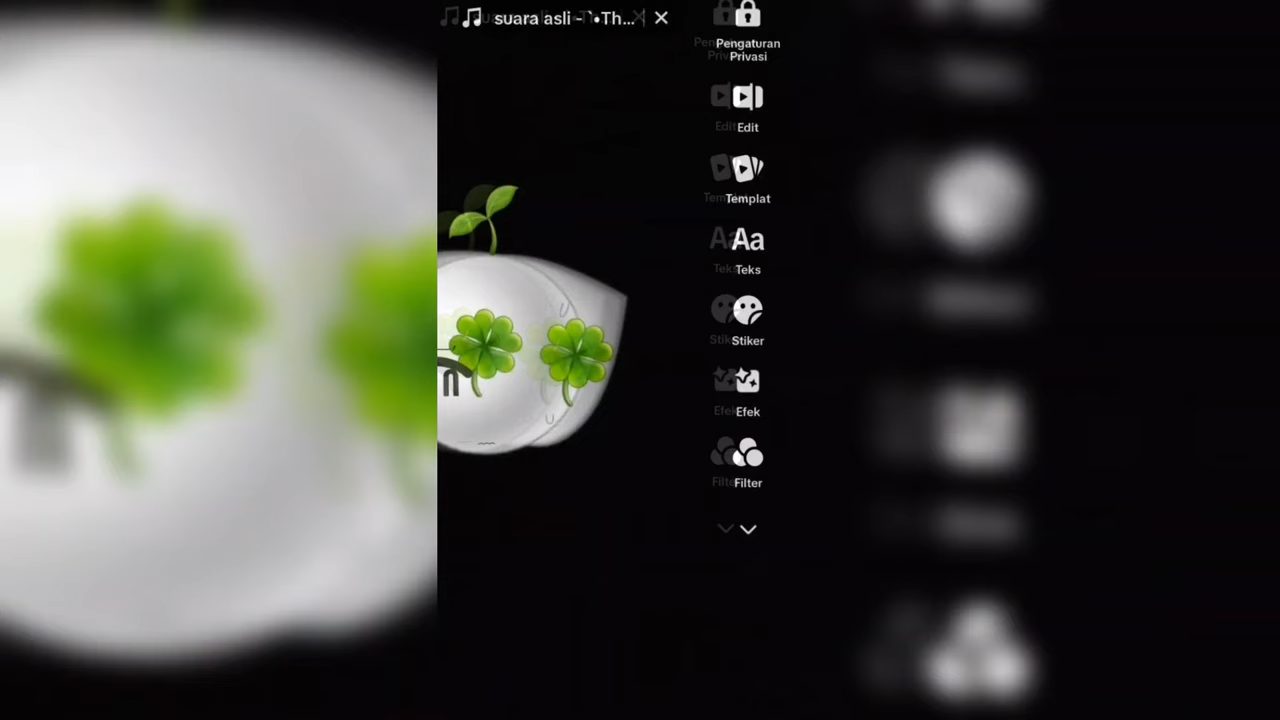 suara asli - `•Th...
Pengaturan
Privasi
Edit
Templat
Aa
Teks
Stiker
Efek
Filter